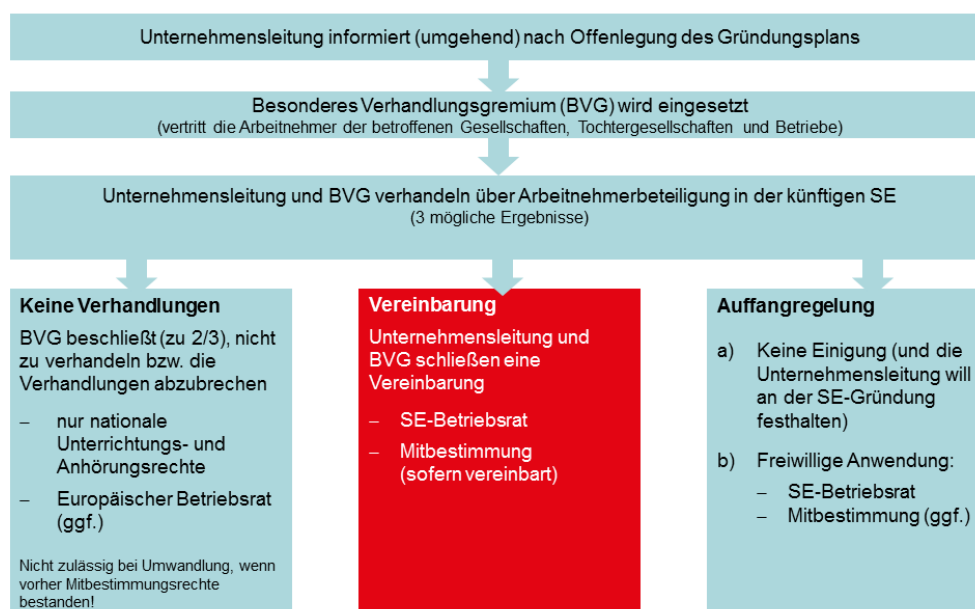 Unternehmensleitung informiert (umgehend) nach Offenlegung des Gründungsplans
Besonderes Verhandlungsgremium (BVG) wird eingesetzt
(vertritt die Arbeitnehmer der betroffenen Gesellschaften, Tochtergesellschaften und Betriebe)
Unternehmensleitung und BVG verhandeln über Arbeitnehmerbeteiligung in der künftigen SE
(3 mögliche Ergebnisse)
Keine Verhandlungen
BVG beschließt (zu 2/3), nicht
zu verhandeln bzw. die
Verhandlungen abzubrechen
– nur nationale
Unterrichtungs- und
Anhörungsrechte
– Europäischer Betriebsrat
(ggf.)
Nicht zulässig bei Umwandlung, wenn
vorher Mitbestimmungsrechte
bestanden!
Vereinbarung
Unternehmensleitung und
BVG schließen eine
Vereinbarung
– SE-Betriebsrat
– Mitbestimmung
(sofern vereinbart)
Auffangregelung
a) Keine Einigung (und die
Unternehmensleitung will
an der SE-Gründung
festhalten)
b) Freiwillige Anwendung:
– SE-Betriebsrat
– Mitbestimmung (ggf.)